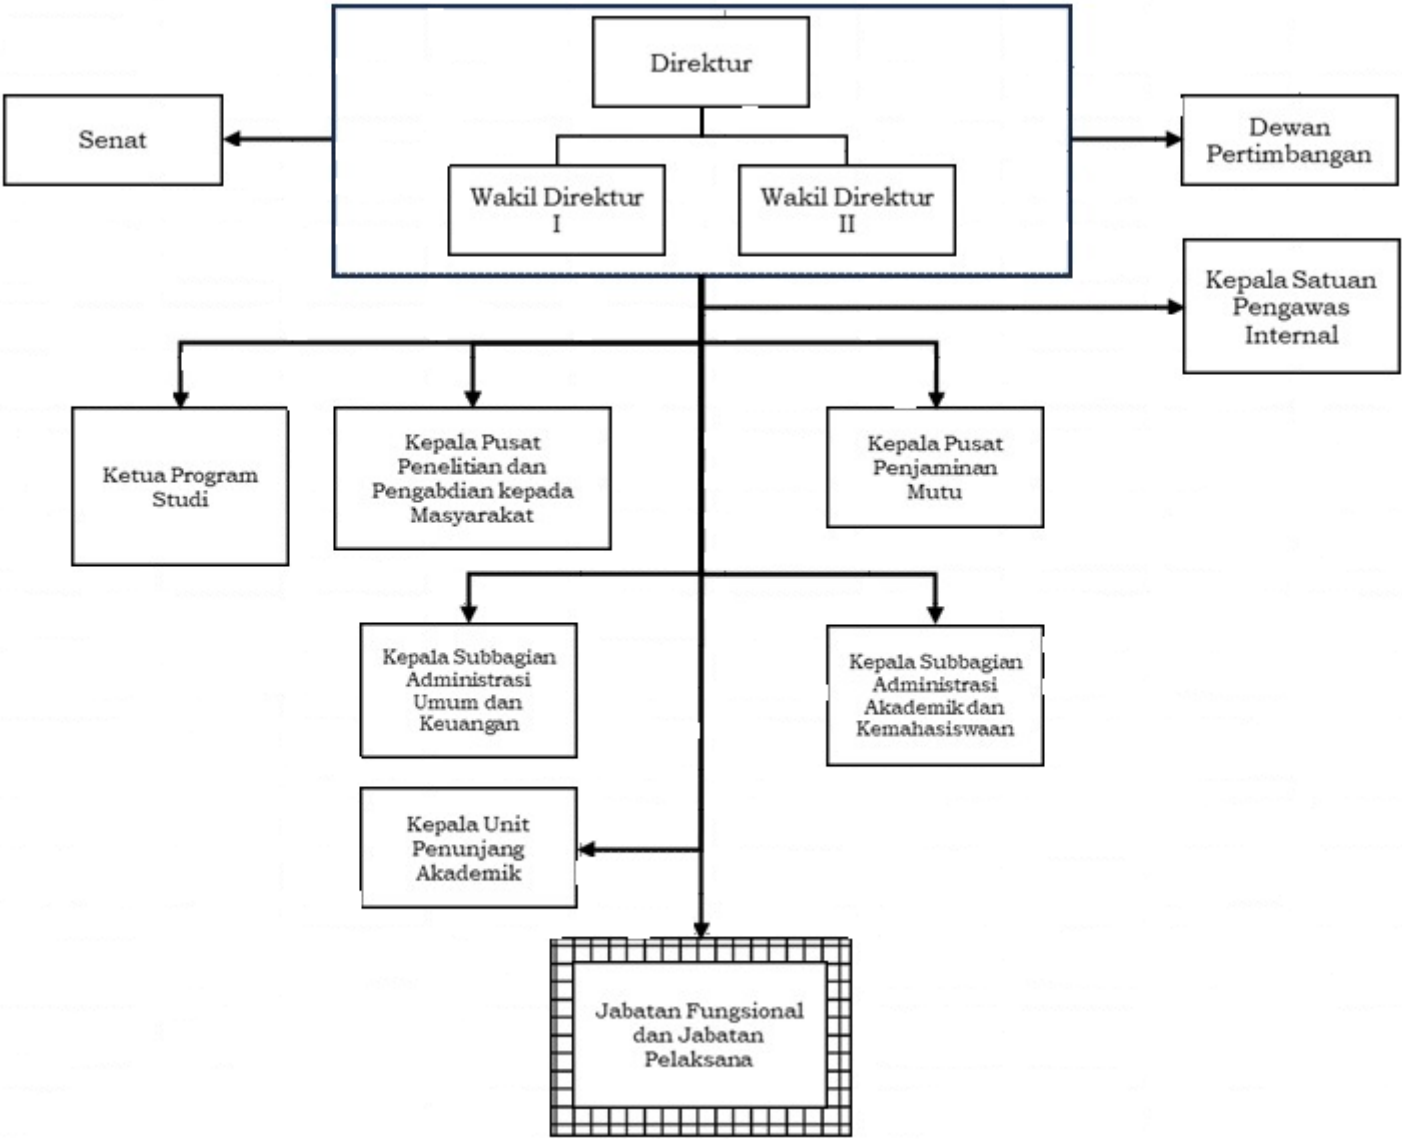 Direktur
Senat
Dewan
Pertimbangan
Wakil Direktur
I
Wakil Direktur
II
Kepala Satuan
Pengawas
Internal
Ketua Program
Studi
Kepala Pusat
Penelitian dan
Pengabdian kepada
Masyarakat
Kepala Pusat
Penjaminan
Mutu
Kepala Subbagian
Administrasi
Umum dan
Keuangan
Kepala Subbagian
Administrasi
Akademik dan
Kemahasiswaan
Kepala Unit
Penunjang
Akademik
Jabatan Fungsional
dan Jabatan
Pelaksana